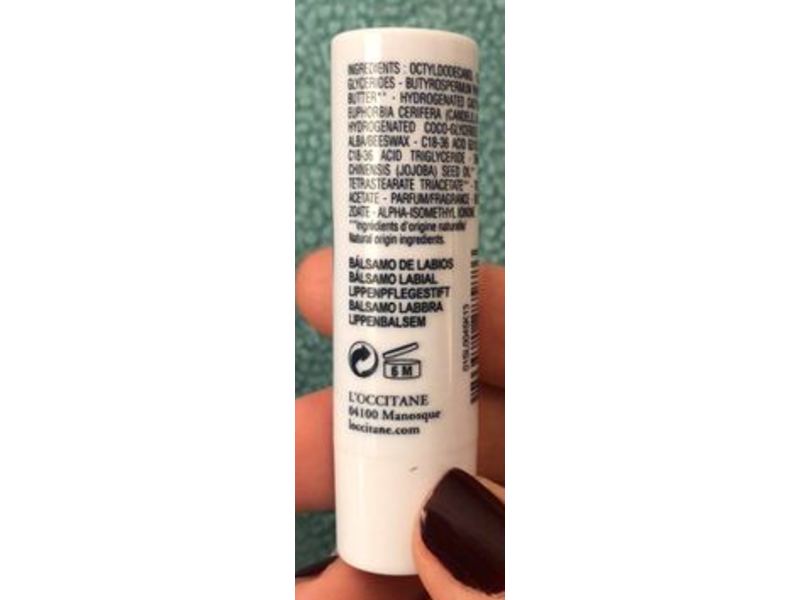 INGREDIENTS : OCTYLDODECANOL
GLYCERIDES - BUTYROSPERMUM
BUTTER** - HYDROGENATED
EUPHORBIA CERIFERA
HYDROGENATED COCO-GLYCERIDES
ALBA/BEESWAX - C18-36 ACID
C18-36 ACID TRIGLYCERIDE -
CHINENSIS (JOJOBA) SEED OIL**
TETRASTEARATE TRIACETATE** -
ACETATE - PARFUM/FRAGRANCE -
ZOATE - ALPHA-ISOMETHYL IONONE
**Ingrédients d'origine naturelle/
Natural origin ingredients.
BÁLSAMO DE LABIOS
BÁLSAMO LABIAL
LIPPENPFLEGESTIFT
BALSAMO LABBRA
LIPPENBALSEM
6 M
L'OCCITANE
04100 Manosque
loccitane.com